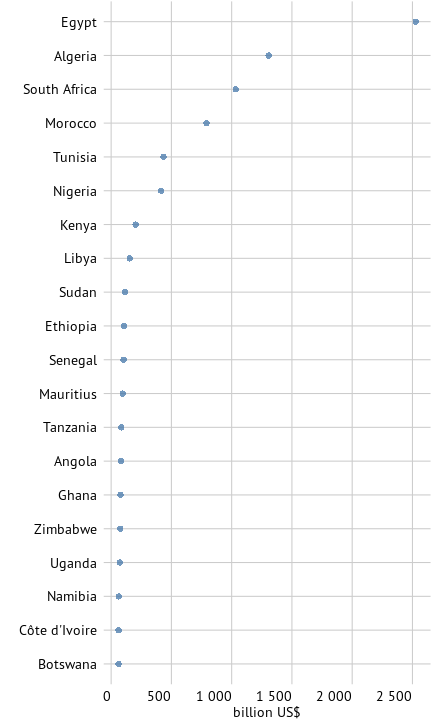 Egypt
Algeria
South Africa
Morocco
Tunisia
Nigeria
Kenya
Libya
Sudan
Ethiopia
Senegal
Mauritius
Tanzania
Angola
Ghana
Zimbabwe
Uganda
Namibia
Côte d'Ivoire
Botswana
0 500 1 000 1 500 2 000 2 500
billion US$